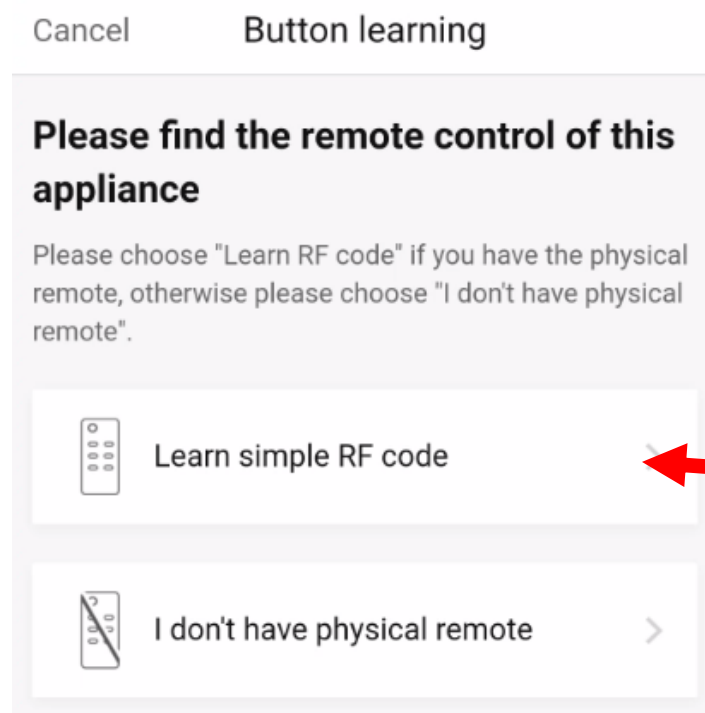 Cancel Button learning
Please find the remote control of this
appliance
Please choose "Learn RF code" if you have the physical
remote, otherwise please choose "I don't have physical
remote".
Learn simple RF code
I don't have physical remote